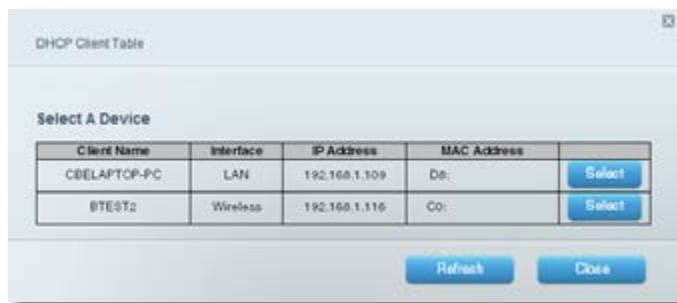 DHCP Client Table
Select A Device
Client Name Interface IP Address MAC Address
CBELAPTOP-PC LAN 192.168.1.109 D8: Select
BTEST2 Wireless 192.168.1.116 C0: Select
Refresh Close